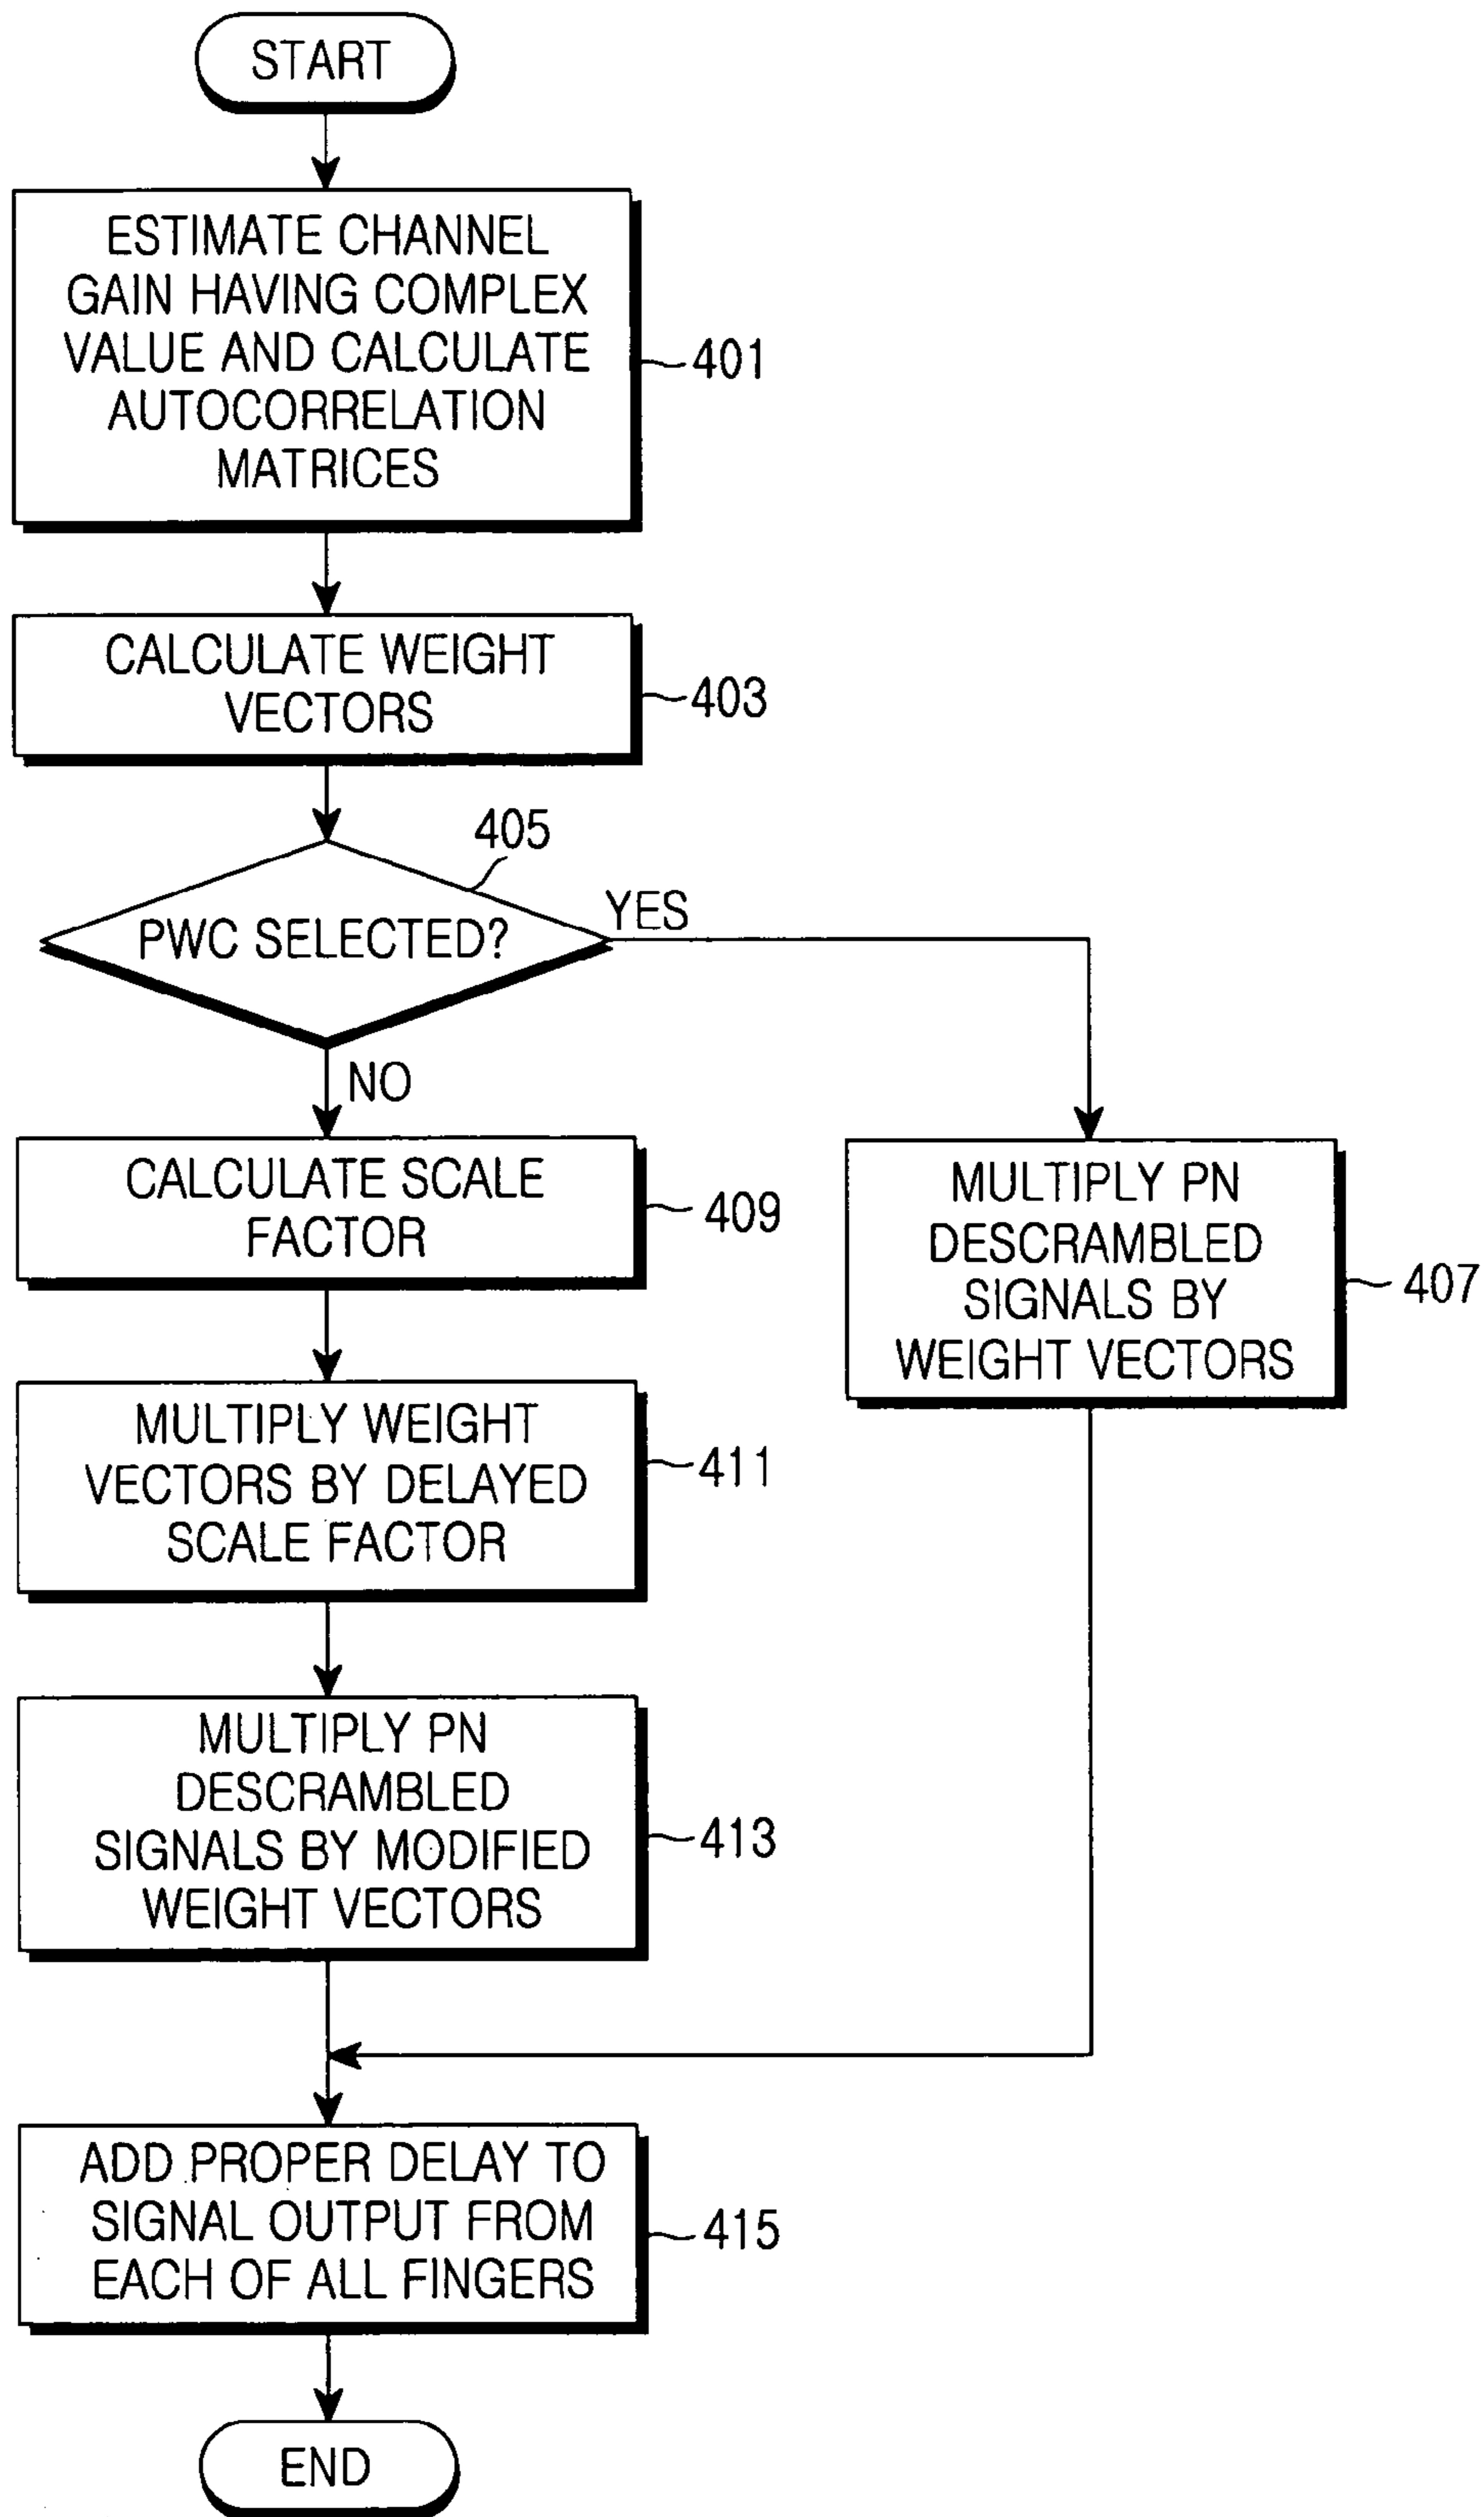 START
ESTIMATE CHANNEL
GAIN HAVING COMPLEX
VALUE AND CALCULATE
AUTOCORRELATION
MATRICES
401
CALCULATE WEIGHT
VECTORS
403
405
PWC SELECTED?
YES
NO
CALCULATE SCALE
FACTOR
409
MULTIPLY PN
DESCRAMBLED
SIGNALS BY
WEIGHT VECTORS
407
MULTIPLY WEIGHT
VECTORS BY DELAYED
SCALE FACTOR
411
MULTIPLY PN
DESCRAMBLED
SIGNALS BY MODIFIED
WEIGHT VECTORS
413
ADD PROPER DELAY TO
SIGNAL OUTPUT FROM
EACH OF ALL FINGERS
415
END